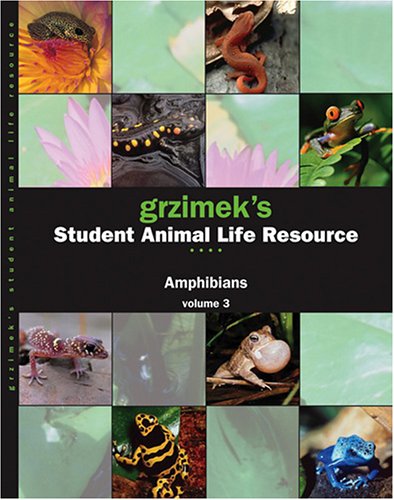 grzimek's student animal life resource
grzimek's
Student Animal Life Resource
Amphibians
volume 3